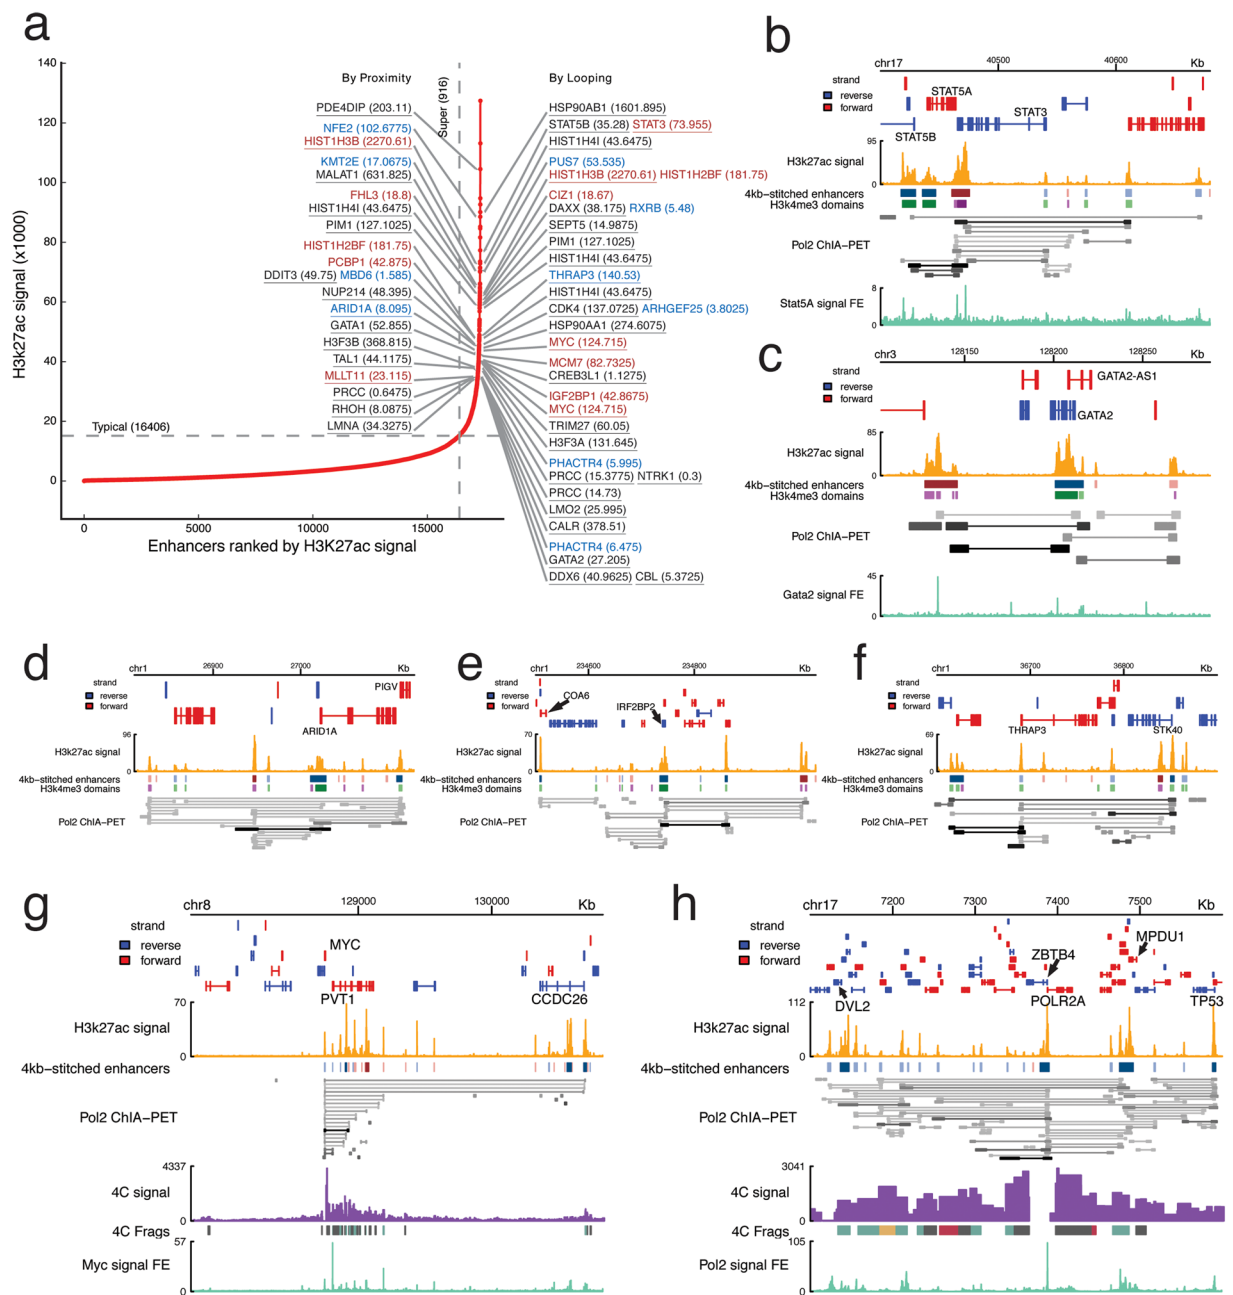 a
H3k27ac signal (x1000)
140
120
100
80
60
40
20
0
By Proximity
PDE4DIP (203.11)
NFE2 (102.6775)
HIST1H3B (2270.61)
KMT2E (17.0675)
MALAT1 (631.825)
FHL3 (18.8)
HIST1H4I (43.6475)
PIM1 (127.1025)
HIST1H2BF (181.75)
PCBP1 (42.875)
DDIT3 (49.75) MBD6 (1.585)
NUP214 (48.395)
ARID1A (8.095)
GATA1 (52.855)
H3F3B (368.815)
TAL1 (44.1175)
MLLT11 (23.115)
PRCC (0.6475)
RHOH (8.0875)
LMNA (34.3275)
Typical (16406)
Super (916)
By Looping
HSP90AB1 (1601.895)
STAT5B (35.28) STAT3 (73.955)
HIST1H4I (43.6475)
PUS7 (53.535)
HIST1H3B (2270.61) HIST1H2BF (181.75)
CIZ1 (18.67)
DAXX (38.175) RXRB (5.48)
SEPT5 (14.9875)
PIM1 (127.1025)
HIST1H4I (43.6475)
THRAP3 (140.53)
HIST1H4I (43.6475)
CDK4 (137.0725) ARHGEF25 (3.8025)
HSP90AA1 (274.6075)
MYC (124.715)
MCM7 (82.7325)
CREB3L1 (1.1275)
IGF2BP1 (42.8675)
MYC (124.715)
TRIM27 (60.05)
H3F3A (131.645)
PHACTR4 (5.995)
PRCC (15.3775) NTRK1 (0.3)
PRCC (14.73)
LMO2 (25.995)
CALR (378.51)
PHACTR4 (6.475)
GATA2 (27.205)
DDX6 (40.9625) CBL (5.3725)
0 5000 10000 15000
Enhancers ranked by H3K27ac signal
b
chr17 40500 40600 Kb
strand
reverse
forward
STAT5A
STAT3
STAT5B
95
H3k27ac signal
0
4kb−stitched enhancers
H3k4me3 domains
Pol2 ChIA−PET
8
Stat5A signal FE
0
c
chr3 128150 128200 128250 Kb
strand
reverse
forward
GATA2-AS1
GATA2
85
H3k27ac signal
0
4kb−stitched enhancers
H3k4me3 domains
Pol2 ChIA−PET
45
Gata2 signal FE
0
d
chr1 26900 27000 Kb
strand
reverse
forward
PIGV
ARID1A
96
H3k27ac signal
0
4kb−stitched enhancers
H3k4me3 domains
Pol2 ChIA−PET
e
chr1 234600 234800 Kb
strand
reverse
forward
COA6
IRF2BP2
70
H3k27ac signal
0
4kb−stitched enhancers
H3k4me3 domains
Pol2 ChIA−PET
f
chr1 36700 36800 Kb
strand
reverse
forward
THRAP3
STK40
69
H3k27ac signal
0
4kb−stitched enhancers
H3k4me3 domains
Pol2 ChIA−PET
g
chr8 129000 130000 Kb
strand
reverse
forward
MYC
PVT1
CCDC26
70
H3k27ac signal
0
4kb−stitched enhancers
Pol2 ChIA−PET
4337
4C signal
0
4C Frags
57
Myc signal FE
0
h
chr17 7200 7300 7400 7500 Kb
strand
reverse
forward
MPDU1
ZBTB4
DVL2
POLR2A
TP53
112
H3k27ac signal
0
4kb−stitched enhancers
Pol2 ChIA−PET
3041
4C signal
0
4C Frags
105
Pol2 signal FE
0